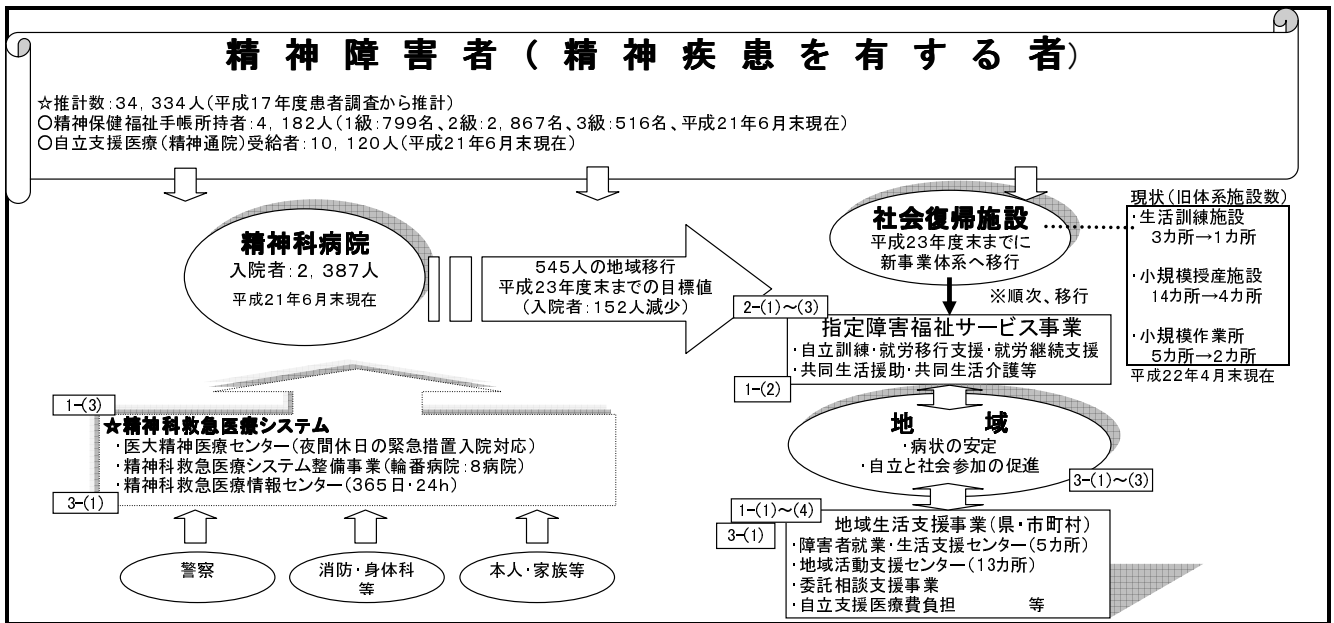 精神障害者(精神疾患を有する者)
☆推計数:34,334人(平成17年度患者調査から推計)
○精神保健福祉手帳所持者:4,182人(1級:799名、2級:2,867名、3級:516名、平成21年6月末現在)
○自立支援医療(精神通院)受給者:10,120人(平成21年6月末現在)
精神科病院
入院者:2,387人
平成21年6月末現在
545人の地域移行
平成23年度末までの目標値
(入院者:152人減少)
社会復帰施設
平成23年度末までに
新事業体系へ移行
現状(旧体系施設数)
・生活訓練施設
3カ所→1カ所
・小規模授産施設
14カ所→4カ所
・小規模作業所
5カ所→2カ所
平成22年4月末現在
※順次、移行
2-(1)～(3)
指定障害福祉サービス事業
・自立訓練・就労移行支援・就労継続支援
・共同生活援助・共同生活介護等
1-(2)
地域
・病状の安定
・自立と社会参加の促進
3-(1)～(3)
1-(3)
☆精神科救急医療システム
・医大精神医療センター(夜間休日の緊急措置入院対応)
・精神科救急医療システム整備事業(輪番病院:8病院)
・精神科救急医療情報センター(365日・24h)
3-(1)
警察
消防・身体科
等
本人・家族等
1-(1)～(4)
3-(1)
地域生活支援事業(県・市町村)
・障害者就業・生活支援センター(5カ所)
・地域活動支援センター(13カ所)
・委託相談支援事業
・自立支援医療費負担 等